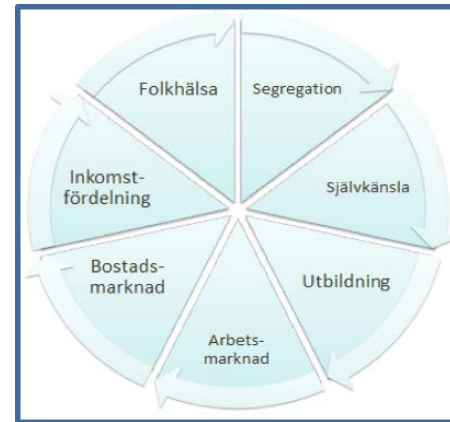 Folkhälsa
Segregation
Självkänsla
Utbildning
Arbets-
marknad
Bostads-
marknad
Inkomst-
fördelning